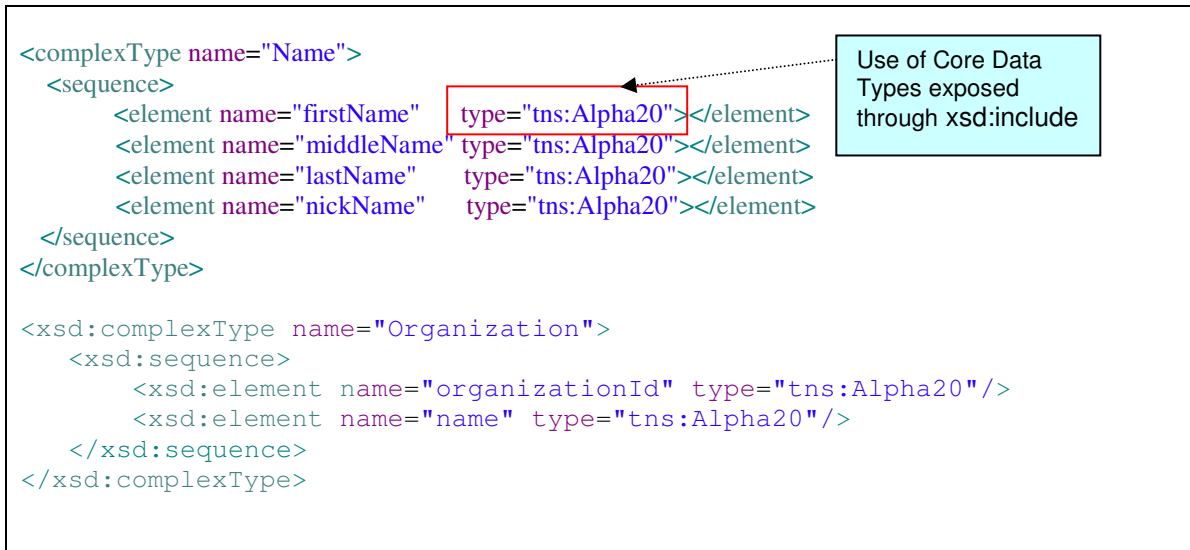 <complexType name="Name">
<sequence>
<element name="firstName" type="tns:Alpha20"></element>
<element name="middleName" type="tns:Alpha20"></element>
<element name="lastName" type="tns:Alpha20"></element>
<element name="nickName" type="tns:Alpha20"></element>
</sequence>
</complexType>
Use of Core Data
Types exposed
through xsd:include
<xsd:complexType name="Organization">
<xsd:sequence>
<xsd:element name="organizationId" type="tns:Alpha20"/>
<xsd:element name="name" type="tns:Alpha20"/>
</xsd:sequence>
</xsd:complexType>